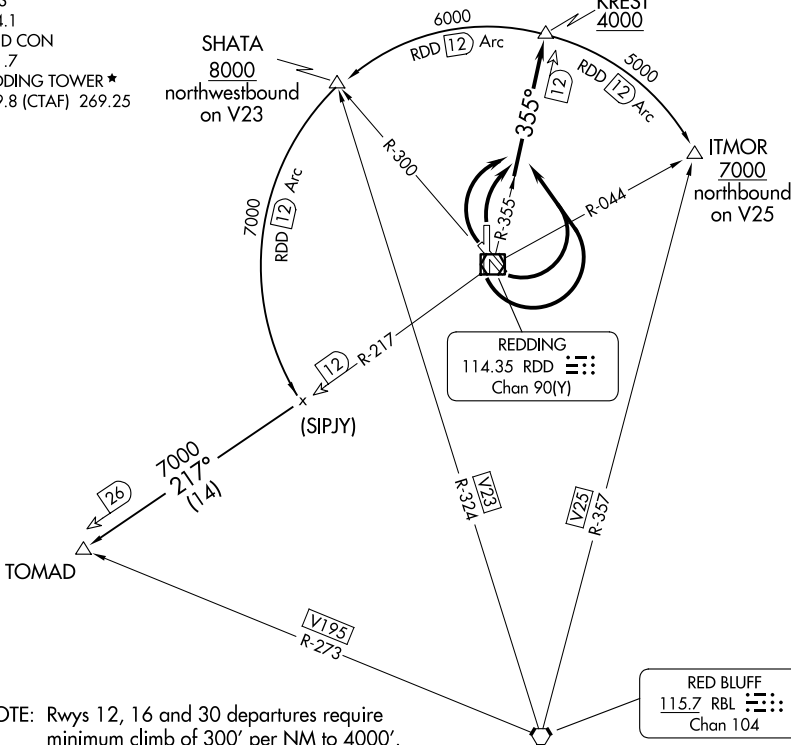 4.1
D CON
.7
DDING TOWER ★
9.8 (CTAF) 269.25
SHATA
8000
northwestbound
on V23
6000
RDD 12 Arc
KREST
4000
5000
RDD 12 Arc
12
355°
ITMOR
7000
northbound
on V25
R-300
R-355
R-044
7000
RDD 12 Arc
R-217
12
REDDING
114.35 RDD
Chan 90(Y)
(SIPJY)
7000
217°
(14)
26
TOMAD
V23
R-324
V25
R-357
V195
R-273
RED BLUFF
115.7 RBL
Chan 104
OTE: Rwys 12, 16 and 30 departures require
minimum climb of 300' per NM to 4000'.